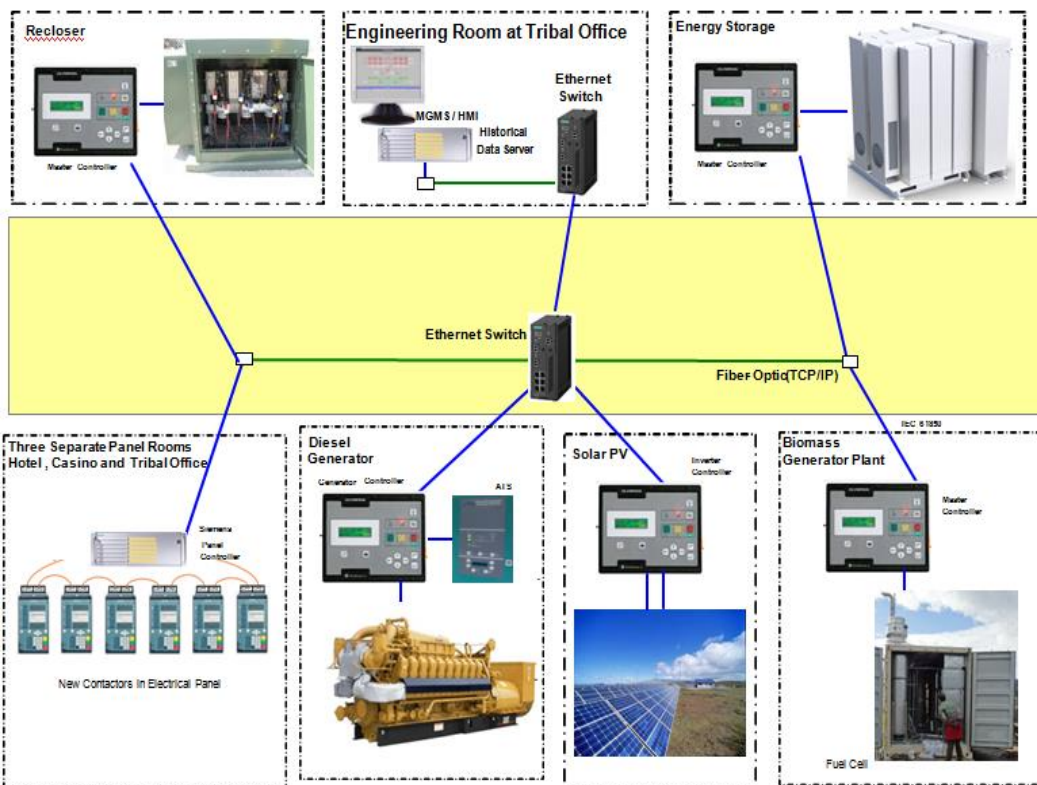 Recloser
Master Controller
Engineering Room at Tribal Office
Ethernet
Switch
MGMS / HMI
Historical
Data Server
Energy Storage
Master Controller
Ethernet Switch
Fiber Optic(TCP/IP)
IEC 61850
Three Separate Panel Rooms
Hotel , Casino and Tribal Office
Siemens
Panel
Controller
New Contactors In Electrical Panel
Diesel
Generator
Generator Controller
ATS
Solar PV
Inverter
Controller
Biomass
Generator Plant
Master
Controller
Fuel Cell